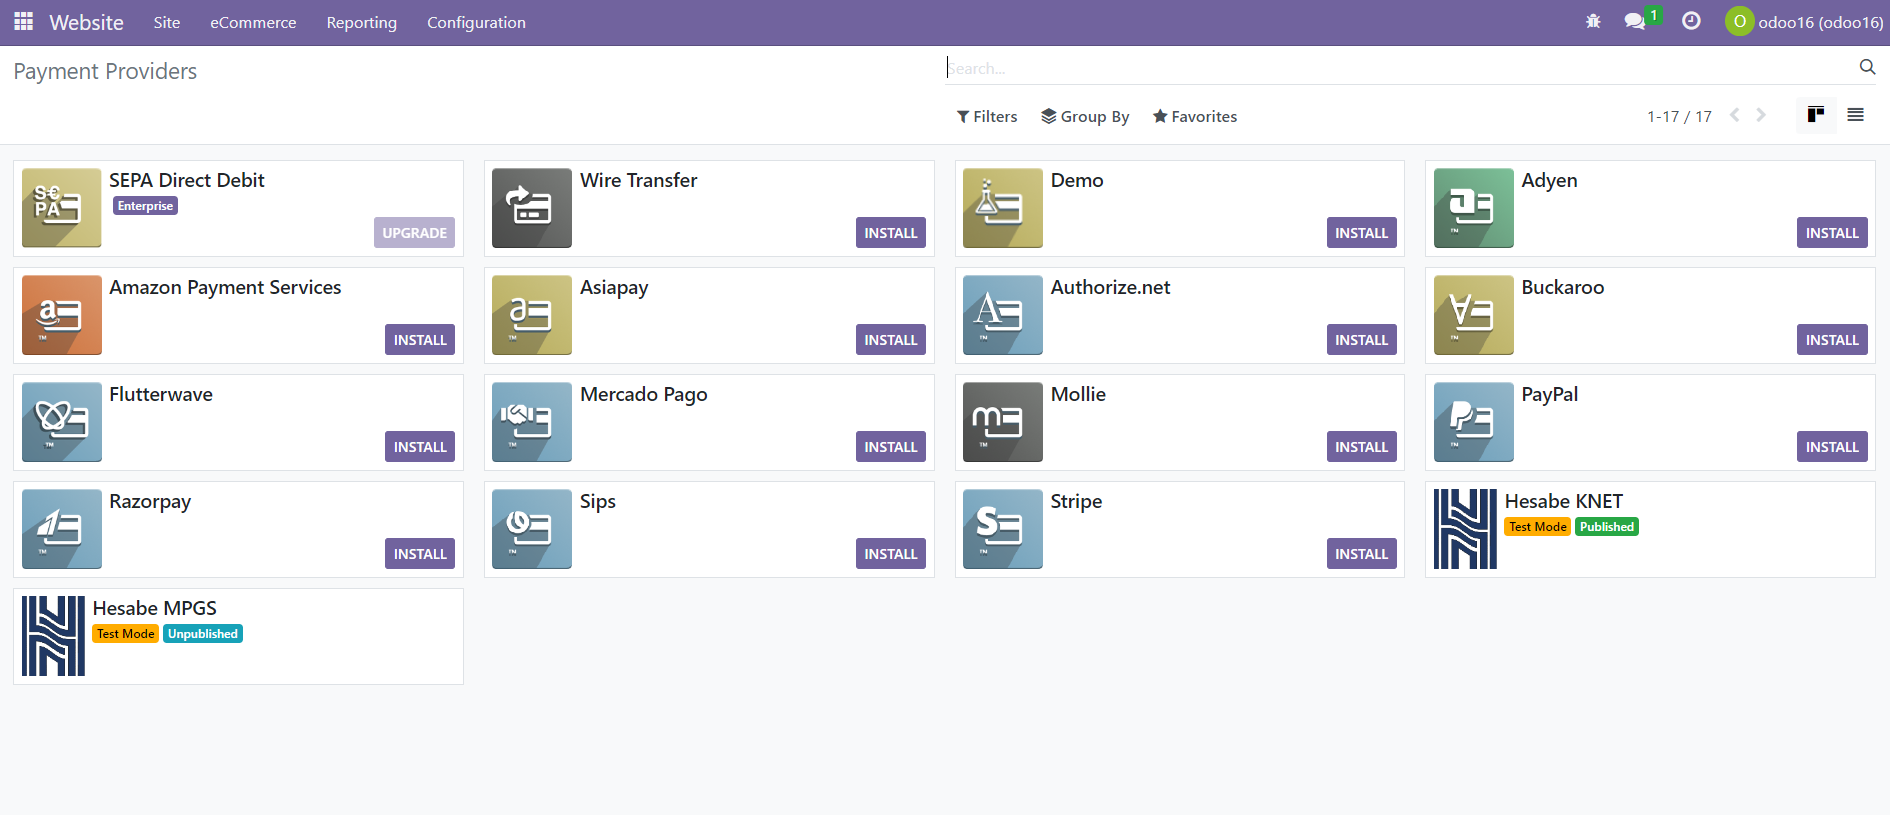 Website Site eCommerce Reporting Configuration 1 O odoo16 (odoo16)
Payment Providers Search...
Filters Group By Favorites 1-17 / 17
S€PA SEPA Direct Debit
Enterprise
UPGRADE
Wire Transfer
INSTALL
Demo
INSTALL
Adyen
INSTALL
Amazon Payment Services
INSTALL
Asiapay
INSTALL
Authorize.net
INSTALL
Buckaroo
INSTALL
Flutterwave
INSTALL
Mercado Pago
INSTALL
Mollie
INSTALL
PayPal
INSTALL
Razorpay
INSTALL
Sips
INSTALL
Stripe
INSTALL
Hesabe KNET
Test Mode Published
Hesabe MPGS
Test Mode Unpublished